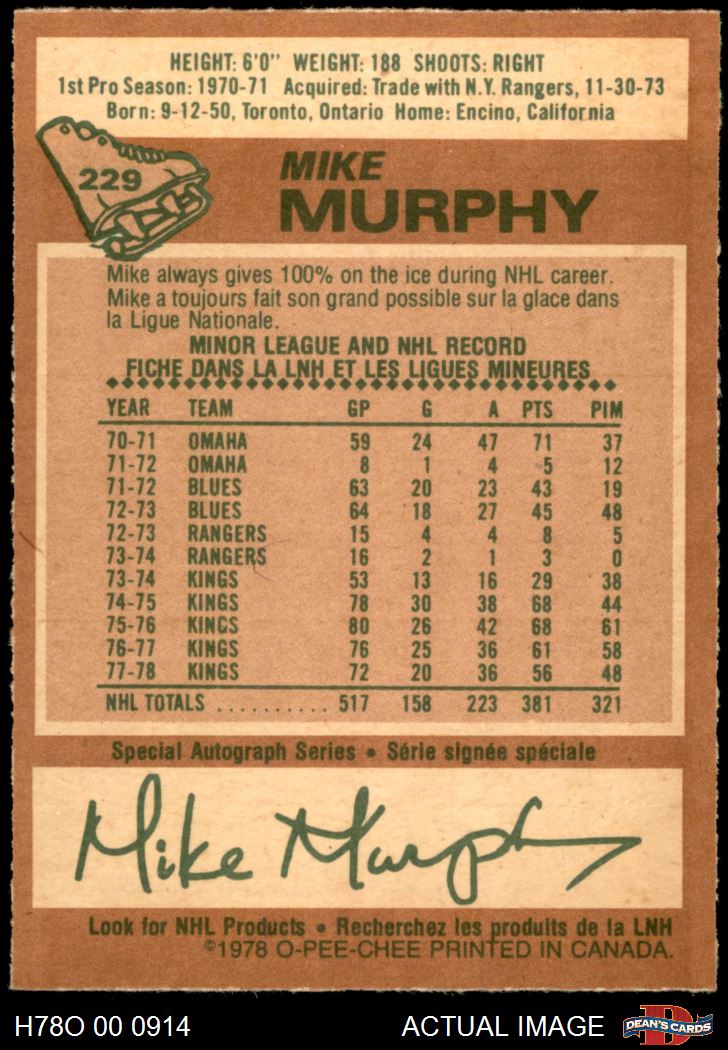 HEIGHT: 6'0" WEIGHT: 188 SHOOTS: RIGHT
1st Pro Season: 1970-71 Acquired: Trade with N.Y. Rangers, 11-30-73
Born: 9-12-50, Toronto, Ontario Home: Encino, California
229
MIKE
MURPHY
Mike always gives 100% on the ice during NHL career.
Mike a toujours fait son grand possible sur la glace dans
la Ligue Nationale.
MINOR LEAGUE AND NHL RECORD
FICHE DANS LA LNH ET LES LIGUES MINEURES
YEAR TEAM GP G A PTS PIM
70-71 OMAHA 59 24 47 71 37
71-72 OMAHA 8 1 4 5 12
71-72 BLUES 63 20 23 43 19
72-73 BLUES 64 18 27 45 48
72-73 RANGERS 15 4 4 8 5
73-74 RANGERS 16 2 1 3 0
73-74 KINGS 53 13 16 29 38
74-75 KINGS 78 30 38 68 44
75-76 KINGS 80 26 42 68 61
76-77 KINGS 76 25 36 61 58
77-78 KINGS 72 20 36 56 48
NHL TOTALS .......... 517 158 223 381 321
Special Autograph Series • Série signée spéciale
Mike Murphy
Look for NHL Products • Recherchez les produits de la LNH
©1978 O-PEE-CHEE PRINTED IN CANADA.
H78O 00 0914 ACTUAL IMAGE
D
DEAN'S CARDS